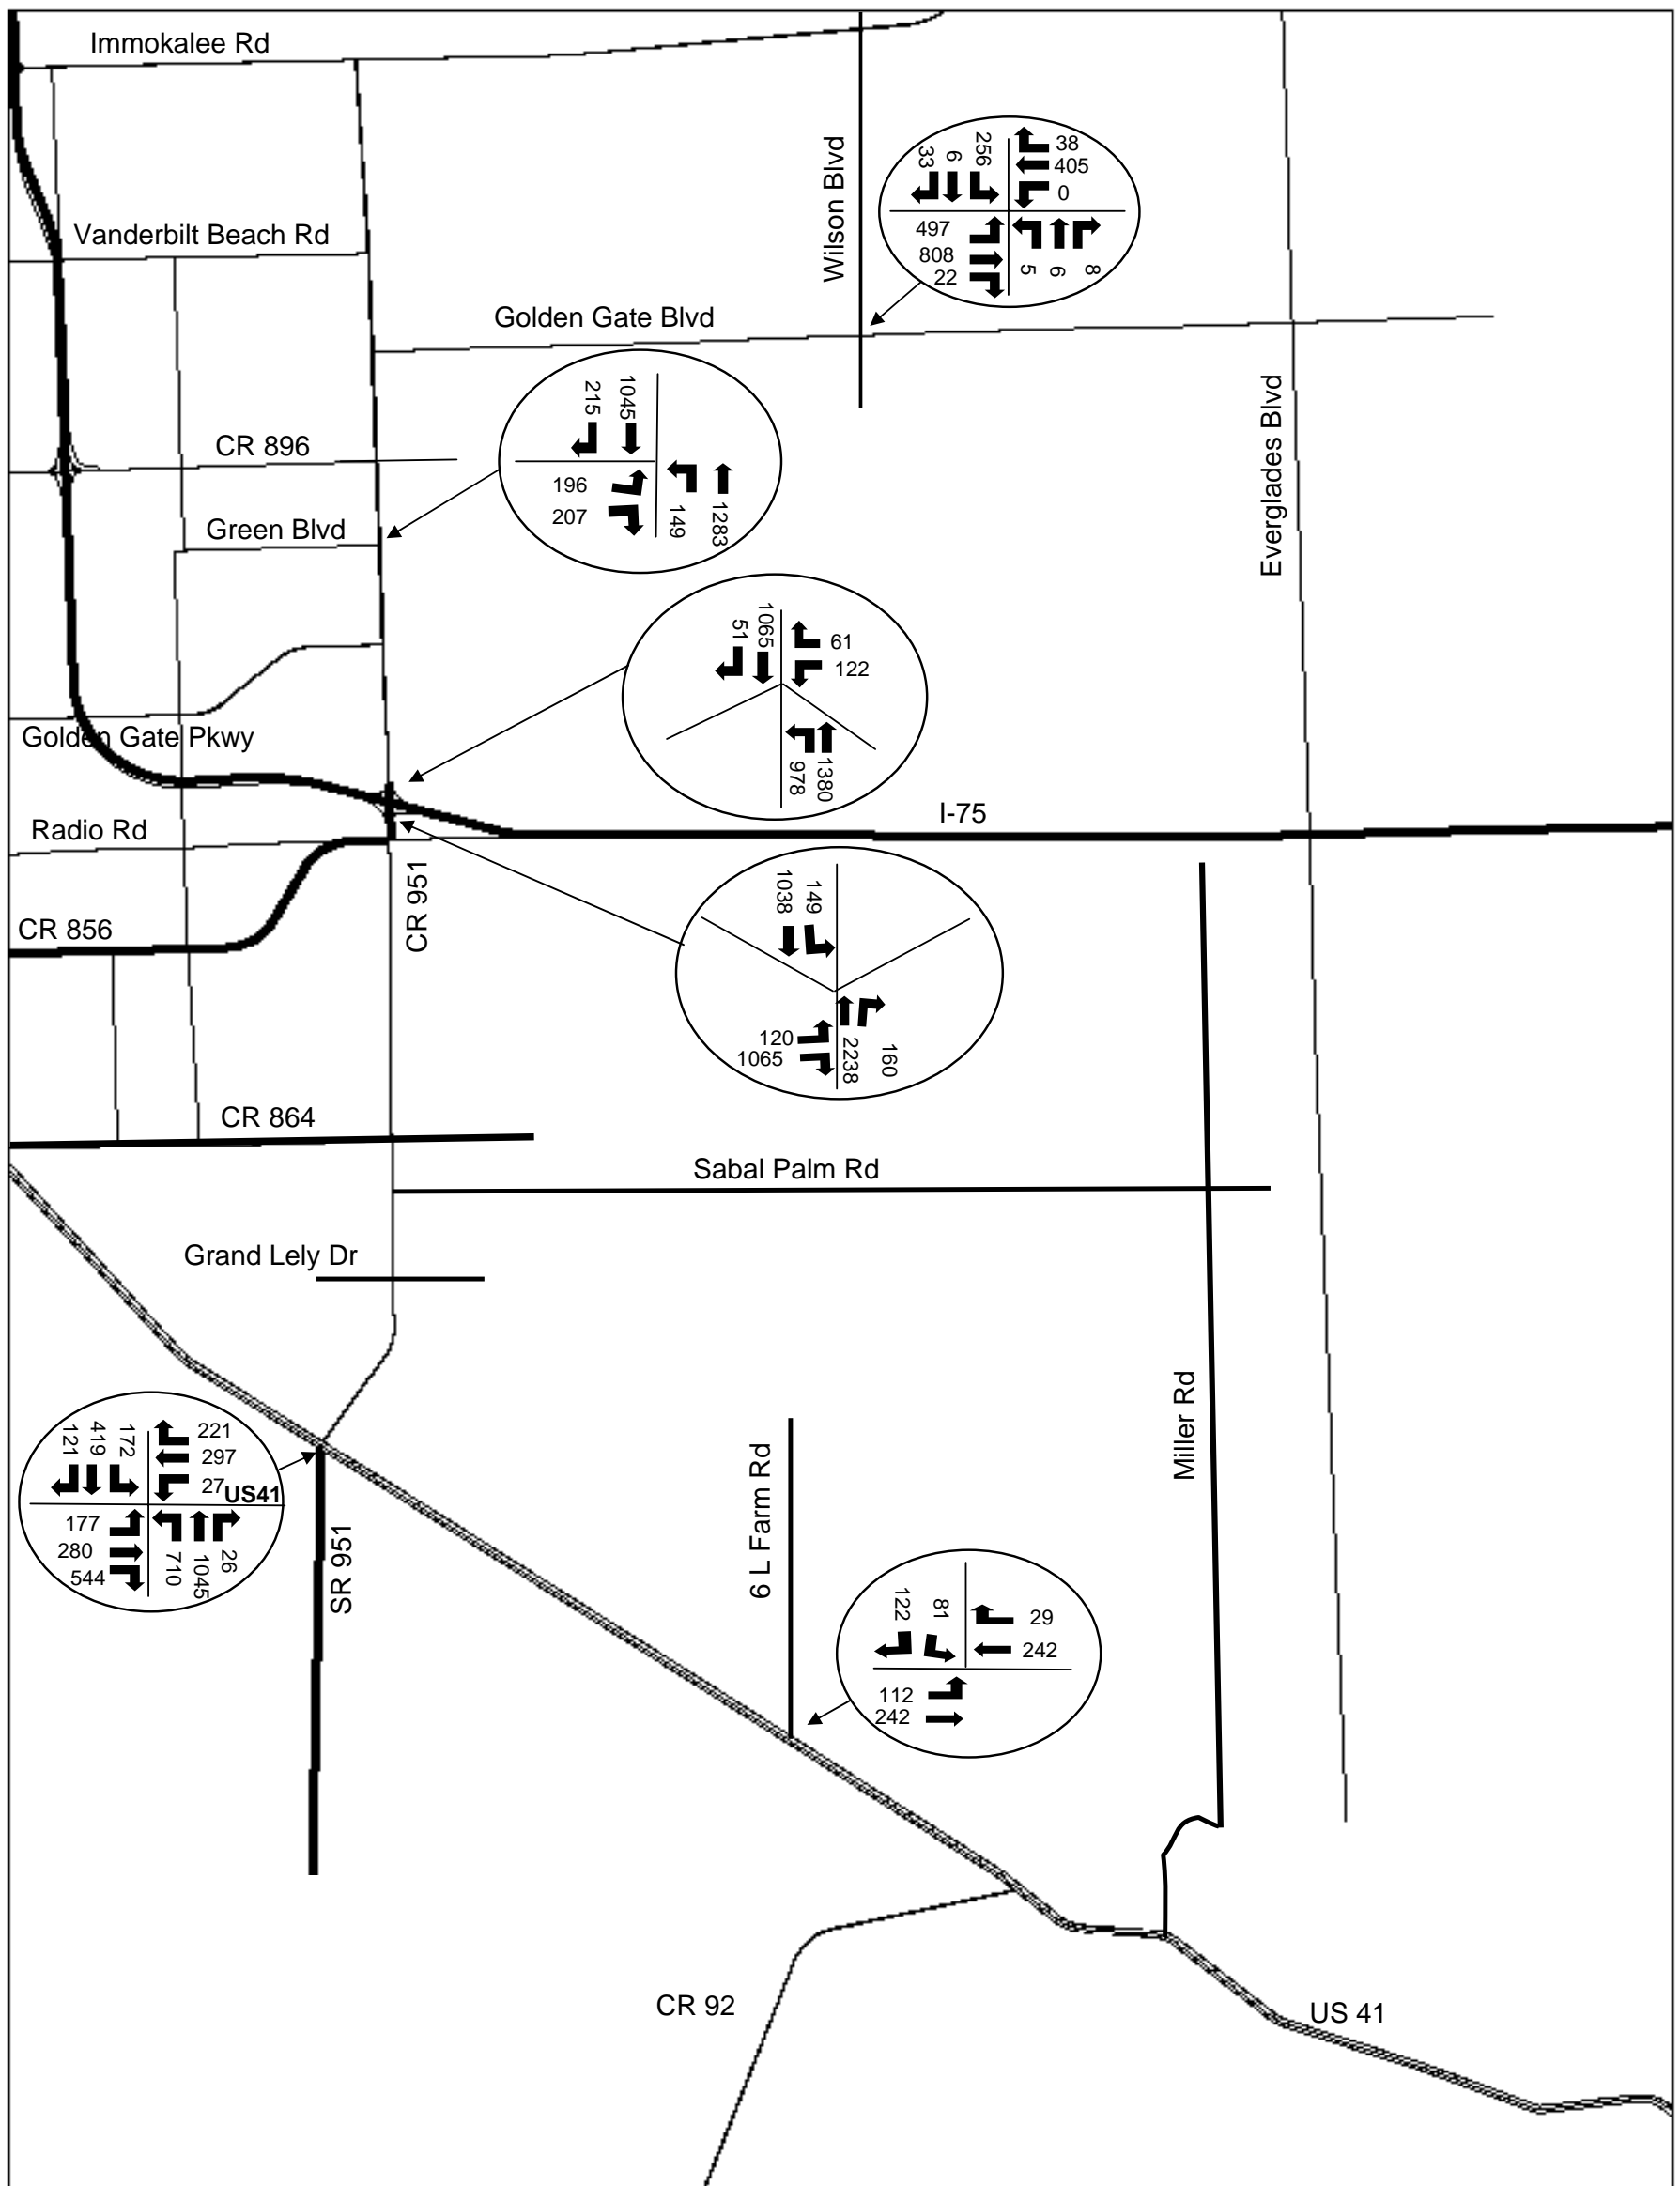 Immokalee Rd
Wilson Blvd
256
6
33
38
405
0
497
808
22
5
6
8
Vanderbilt Beach Rd
Golden Gate Blvd
Everglades Blvd
215
1045
196
207
149
1283
CR 896
Green Blvd
1065
51
61
122
978
1380
Golden Gate Pkwy
I-75
Radio Rd
CR 951
1038
149
120
1065
2238
160
CR 856
CR 864
Sabal Palm Rd
Grand Lely Dr
Miller Rd
121
419
172
221
297
27
US41
177
280
544
710
1045
26
SR 951
6 L Farm Rd
122
81
29
242
112
242
CR 92
US 41